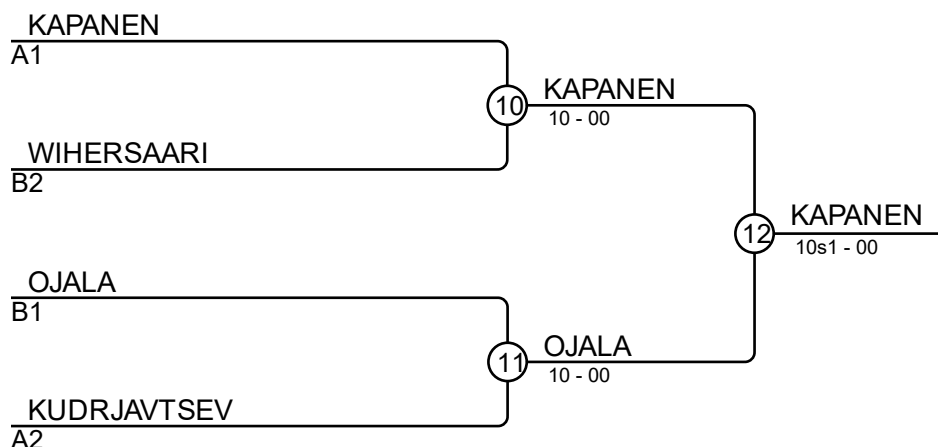 KAPANEN
A1
10
KAPANEN
10 - 00
WIHERSAARI
B2
12
KAPANEN
10s1 - 00
OJALA
B1
11
OJALA
10 - 00
KUDRJAVTSEV
A2